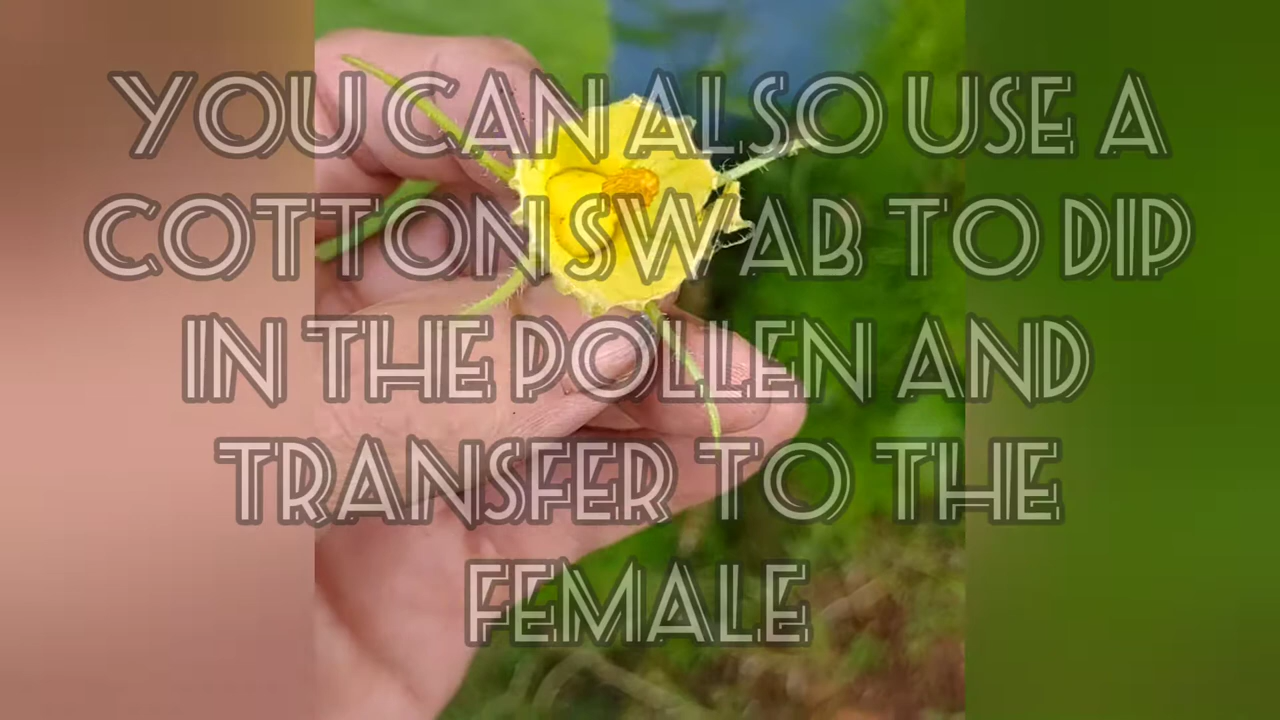 YOU CAN ALSO USE A
COTTON SWAB TO DIP
IN THE POLLEN AND
TRANSFER TO THE
FEMALE